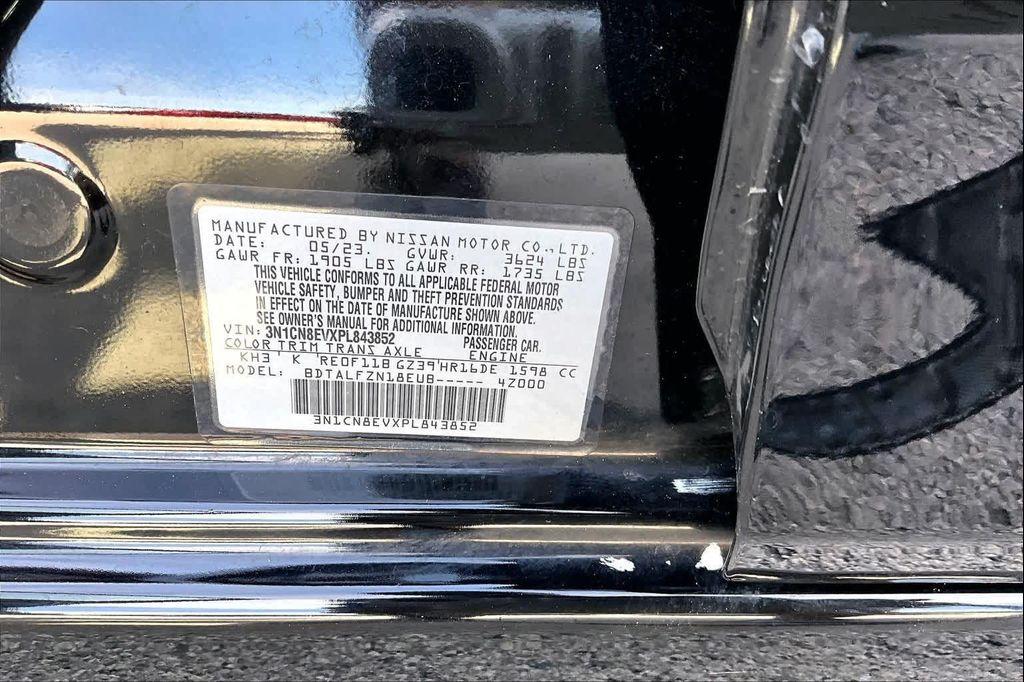 MANUFACTURED BY NISSAN MOTOR CO., LTD.
DATE: 05/23. GVWR: 3624 LBS
GAWR FR: 1905 LBS GAWR RR: 1735 LBS
THIS VEHICLE CONFORMS TO ALL APPLICABLE FEDERAL MOTOR
VEHICLE SAFETY, BUMPER AND THEFT PREVENTION STANDARDS
IN EFFECT ON THE DATE OF MANUFACTURE SHOWN ABOVE.
SEE OWNER'S MANUAL FOR ADDITIONAL INFORMATION.
VIN: 3N1CN8EVXPL843852 PASSENGER CAR.
COLOR TRIM TRANS AXLE ENGINE
KH3' K 'RE0F11B GZ39'HR16DE 1598 CC
MODEL: BDTALFZN18EUB----- 4Z000
3N1CN8EVXPL843852